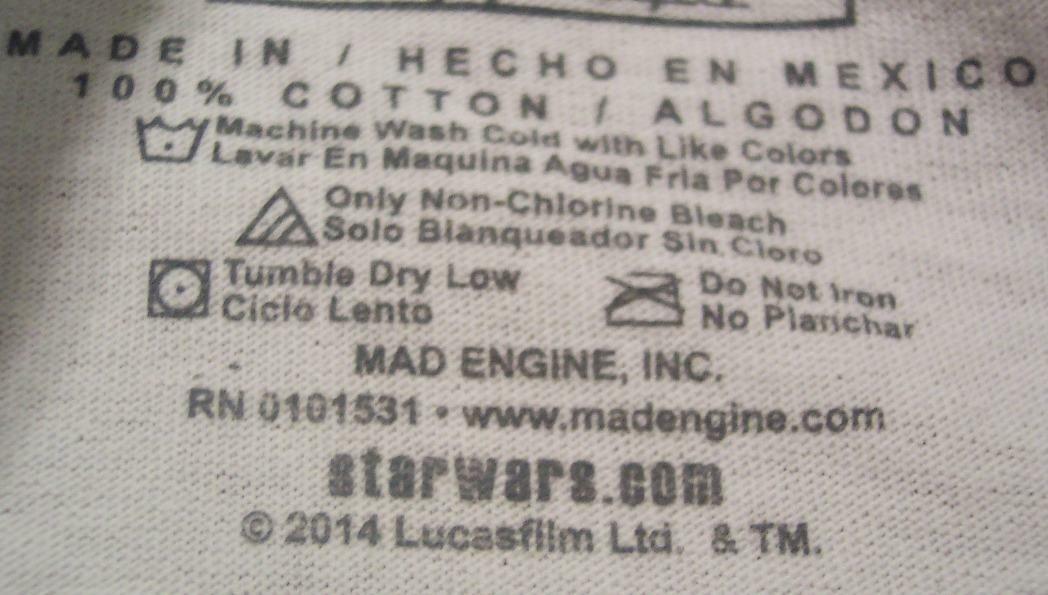 MADE IN / HECHO EN MEXICO
100% COTTON / ALGODON
Machine Wash Cold with Like Colors
Lavar En Maquina Agua Fria Por Colores
Only Non-Chlorine Bleach
Solo Blanqueador Sin Cloro
Tumble Dry Low
Ciclo Lento
Do Not Iron
No Planchar
MAD ENGINE, INC.
RN 0101531 • www.madengine.com
starwars.com
© 2014 Lucasfilm Ltd. & TM.